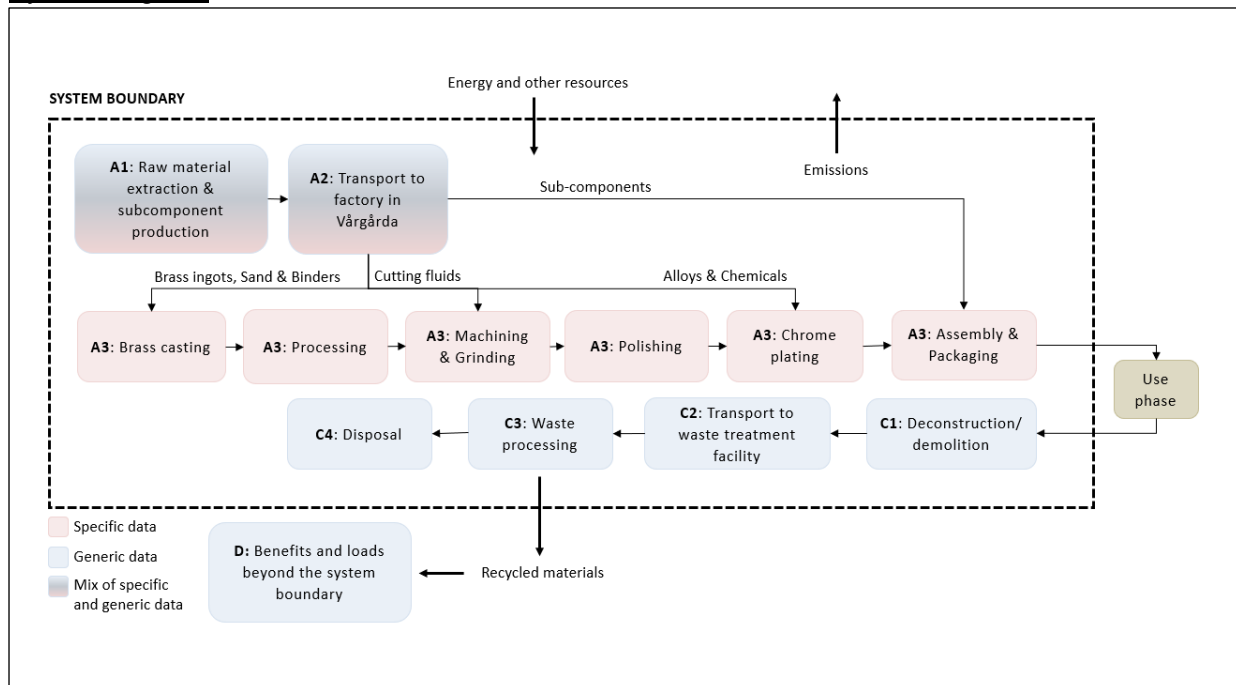 Energy and other resources
SYSTEM BOUNDARY
Emissions
A1: Raw material
extraction &
subcomponent
production
A2: Transport to
factory in
Vårgårda
Sub-components
Brass ingots, Sand & Binders
Cutting fluids
Alloys & Chemicals
A3: Brass casting
A3: Processing
A3: Machining
& Grinding
A3: Polishing
A3: Chrome
plating
A3: Assembly &
Packaging
Use
phase
C4: Disposal
C3: Waste
processing
C2: Transport to
waste treatment
facility
C1: Deconstruction/
demolition
Specific data
Generic data
Mix of specific
and generic data
D: Benefits and loads
beyond the system
boundary
Recycled materials